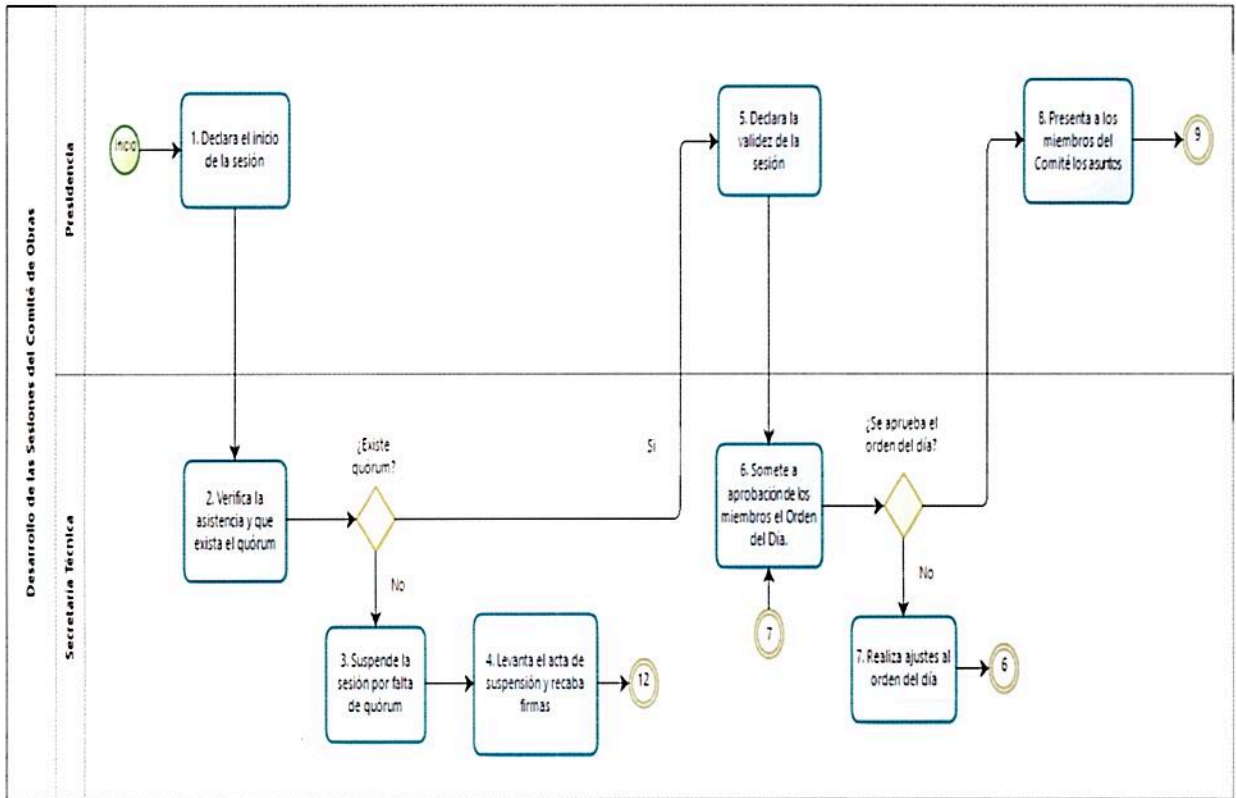 Desarrollo de las Sesiones del Comité de Obras
Presidencia
Inicio
1. Declara el inicio
de la sesión
5. Declara la
validez de la
sesión
8. Presenta a los
miembros del
Comité los asuntos
9
Secretaría Técnica
2. Verifica la
asistencia y que
exista el quórum
¿Existe
quórum?
Si
No
3. Suspende la
sesión por falta
de quórum
4. Levanta el acta de
suspensión y recaba
firmas
12
6. Somete a
aprobación de los
miembros el Orden
del Día.
7
¿Se aprueba el
orden del día?
No
7. Realiza ajustes al
orden del día
6